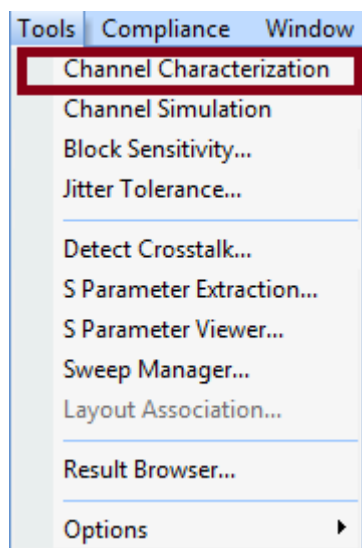 Tools Compliance Window
Channel Characterization
Channel Simulation
Block Sensitivity...
Jitter Tolerance...
Detect Crosstalk...
S Parameter Extraction...
S Parameter Viewer...
Sweep Manager...
Layout Association...
Result Browser...
Options